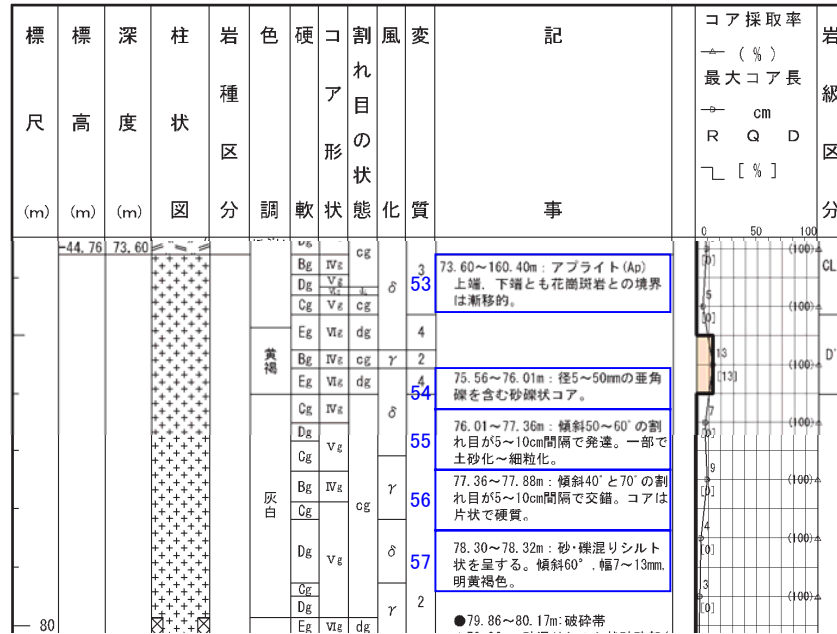 標尺(m)
標高(m)
深度(m)
柱状図
岩種区分
色調
硬軟
コア形状
割れ目の状態
風化
変質
記事
コア採取率
(%)
最大コア長
cm
R Q D
[%]
岩級区分
0 50 100
-44.76 73.60
cg
(100)
[0]
CL
Bg Ⅳg
3
53
73.60～160.40m：アプライト(Ap)
上端、下端とも花崗斑岩との境界
は漸移的。
Dg Ⅴg
δ
Cg Ⅴg cg
5
(100)
[0]
Eg Ⅵg dg
4
黄褐
13
D'
Bg Ⅳg cg γ 2
(100)
[13]
Eg Ⅵg dg
4
54
75.56～76.01m：径5～50mmの亜角
礫を含む砂礫状コア。
Cg Ⅳg
δ
7
(100)
[0]
Dg
Ⅴg
55
76.01～77.36m：傾斜50～60°の割
れ目が5～10cm間隔で発達。一部で
土砂化～細粒化。
Cg
Bg Ⅳg
γ
56
77.36～77.88m：傾斜40°と70°の割
れ目が5～10cm間隔で交錯。コアは
片状で硬質。
9
(100)
[0]
灰白
cg
Cg
Dg
Ⅴg
δ
57
78.30～78.32m：砂・礫混りシルト
状を呈する。傾斜60°,幅7～13mm,
明黄褐色。
4
(100)
[0]
Cg
Dg
γ
2
3
(100)
[0]
80
Eg Ⅵg dg
●79.86～80.17m:破砕帯